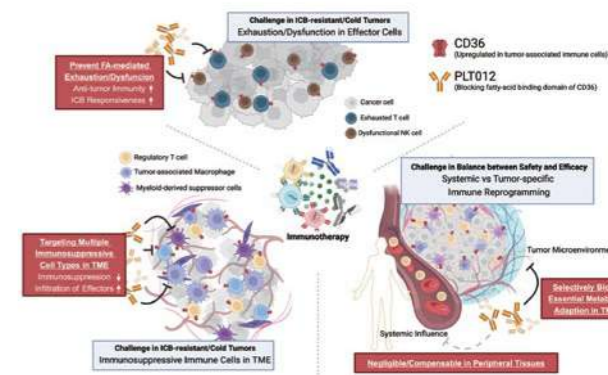 Challenge in ICB-resistant/Cold Tumors
Exhaustion/Dysfunction in Effector Cells
CD36
(Upregulated in tumor-associated immune cells)
PLT012
(Blocking fatty-acid binding domain of CD36)
Prevent FA-mediated
Exhaustion/Dysfuncion
Anti-tumor Immunity ↑
ICB Responsiveness ↑
Cancer cell
Exhausted T cell
Dysfunctional NK cell
Regulatory T cell
Tumor-associated Macrophage
Myeloid-derived suppressor cells
Immunotherapy
Challenge in Balance between Safety and Efficacy
Systemic vs Tumor-specific
Immune Reprogramming
Targeting Multiple
Immunosuppressive
Cell Types in TME
Immunosuppression ↓
Infiltration of Effectors ↑
Tumor Microenvironme
Selectively Bloc
Essential Metab
Adaption in TM
Systemic Influence
Challenge in ICB-resistant/Cold Tumors
Immunosuppressive Immune Cells in TME
Negligible/Compensable in Peripheral Tissues